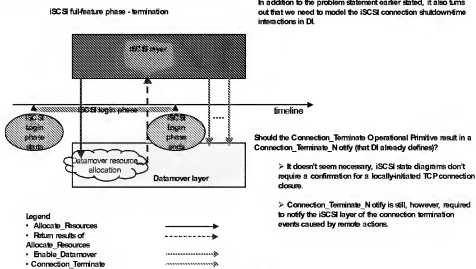 iSCSI full-feature phase - termination
In addition to the problem statement earlier stated, it also turns
out that we need to model the iSCSI connection shutdown-time
interactions in DI.
iSCSI layer
iSCSI login phase
timeline
iSCSI
Login
phase
starts
iSCSI
Login
phase
ends
Datamover resource
allocation
Datamover layer
Should the Connection_Terminate Operational Primitive result in a
Connection_Terminate_Notify (that DI already defines)?
➢ It doesn't seem necessary, iSCSI state diagrams don't
require a confirmation for a locally-initiated TCP connection
closure.
➢ Connection_Terminate_Notify is still, however, required
to notify the iSCSI layer of the connection termination
events caused by remote actions.
Legend
• Allocate_Resources
• Return results of
Allocate_Resources
• Enable_Datamover
• Connection_Terminate